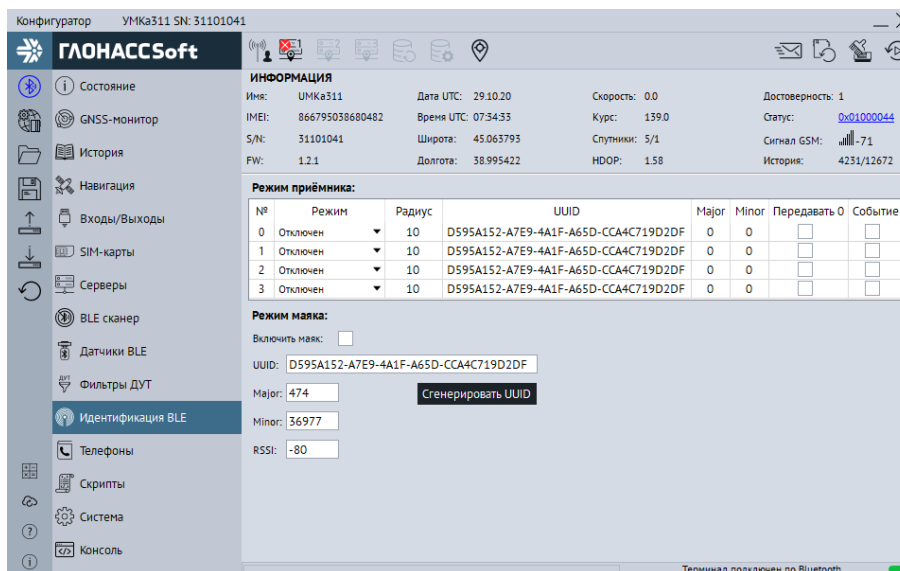 Конфигуратор УМКа311 SN: 31101041
ГЛОНАССSoft
ИНФОРМАЦИЯ
Имя: UMKa311 Дата UTC: 29.10.20 Скорость: 0.0 Достоверность: 1
IMEI: 866795038680482 Время UTC: 07:34:33 Курс: 139.0 Статус: 0x01000044
S/N: 31101041 Широта: 45.063793 Спутники: 5/1 Сигнал GSM: -71
FW: 1.2.1 Долгота: 38.995422 HDOP: 1.58 История: 4231/12672
Состояние
GNSS-монитор
История
Навигация
Входы/Выходы
SIM-карты
Серверы
BLE сканер
Датчики BLE
ДУТ
Фильтры ДУТ
Идентификация BLE
Телефоны
Скрипты
Система
Консоль
Режим приёмника:
№ Режим Радиус UUID Major Minor Передавать 0 Событие
0 Отключен 10 D595A152-A7E9-4A1F-A65D-CCA4C719D2DF 0 0
1 Отключен 10 D595A152-A7E9-4A1F-A65D-CCA4C719D2DF 0 0
2 Отключен 10 D595A152-A7E9-4A1F-A65D-CCA4C719D2DF 0 0
3 Отключен 10 D595A152-A7E9-4A1F-A65D-CCA4C719D2DF 0 0
Режим маяка:
Включить маяк:
UUID: D595A152-A7E9-4A1F-A65D-CCA4C719D2DF
Major: 474 Сгенерировать UUID
Minor: 36977
RSSI: -80
Терминал подключен по Bluetooth